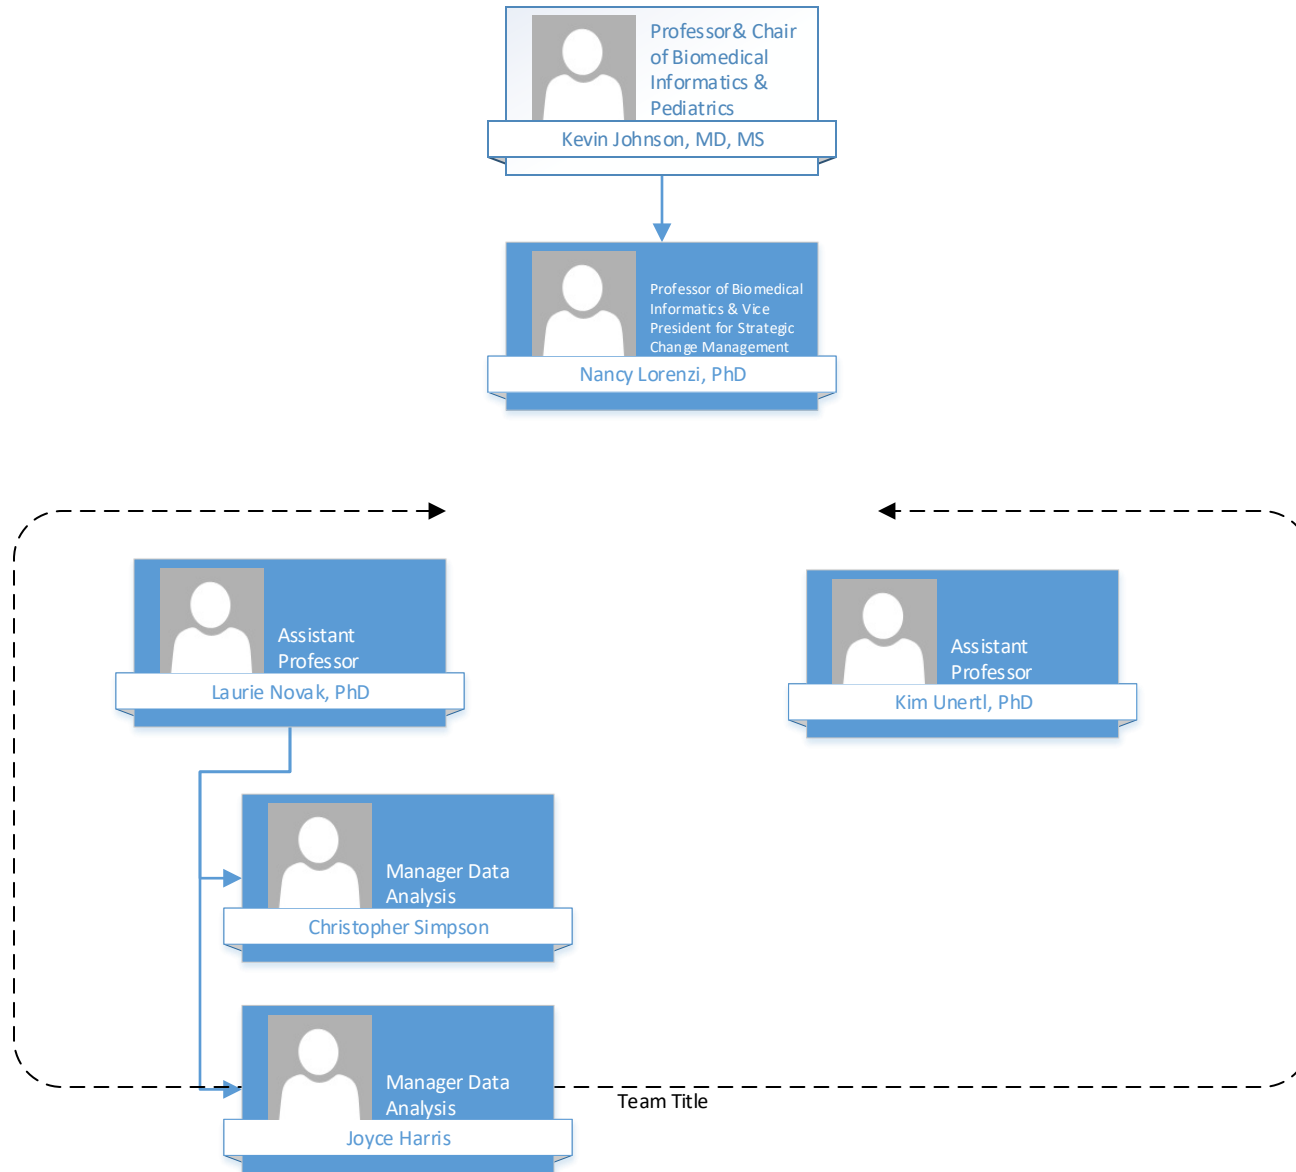 Professor& Chair
of Biomedical
Informatics &
Pediatrics
Kevin Johnson, MD, MS
Professor of Biomedical
Informatics & Vice
President for Strategic
Change Management
Nancy Lorenzi, PhD
Assistant
Professor
Laurie Novak, PhD
Assistant
Professor
Kim Unertl, PhD
Manager Data
Analysis
Christopher Simpson
Manager Data
Analysis
Joyce Harris
Team Title